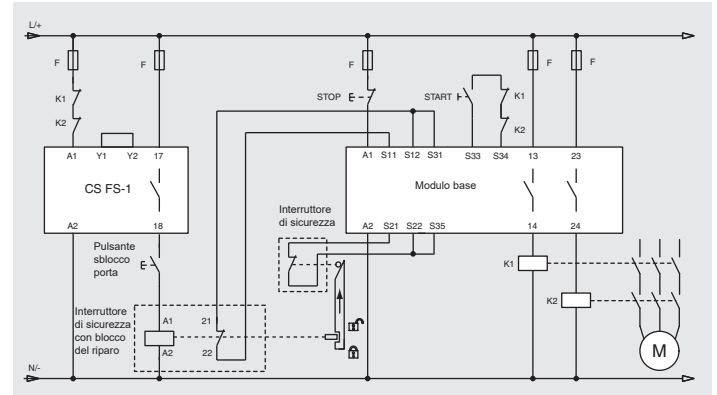 L/+
F
F
F
F
F
K1
K2
STOP
START
K1
K2
A1
Y1
Y2
17
A1
S11
S12
S31
S33
S34
13
23
CS FS-1
Modulo base
A2
18
A2
S21
S22
S35
14
24
Interruttore
di sicurezza
Pulsante
sblocco
porta
K1
K2
Interruttore
di sicurezza
con blocco
del riparo
A1
A2
21
22
M
N/-